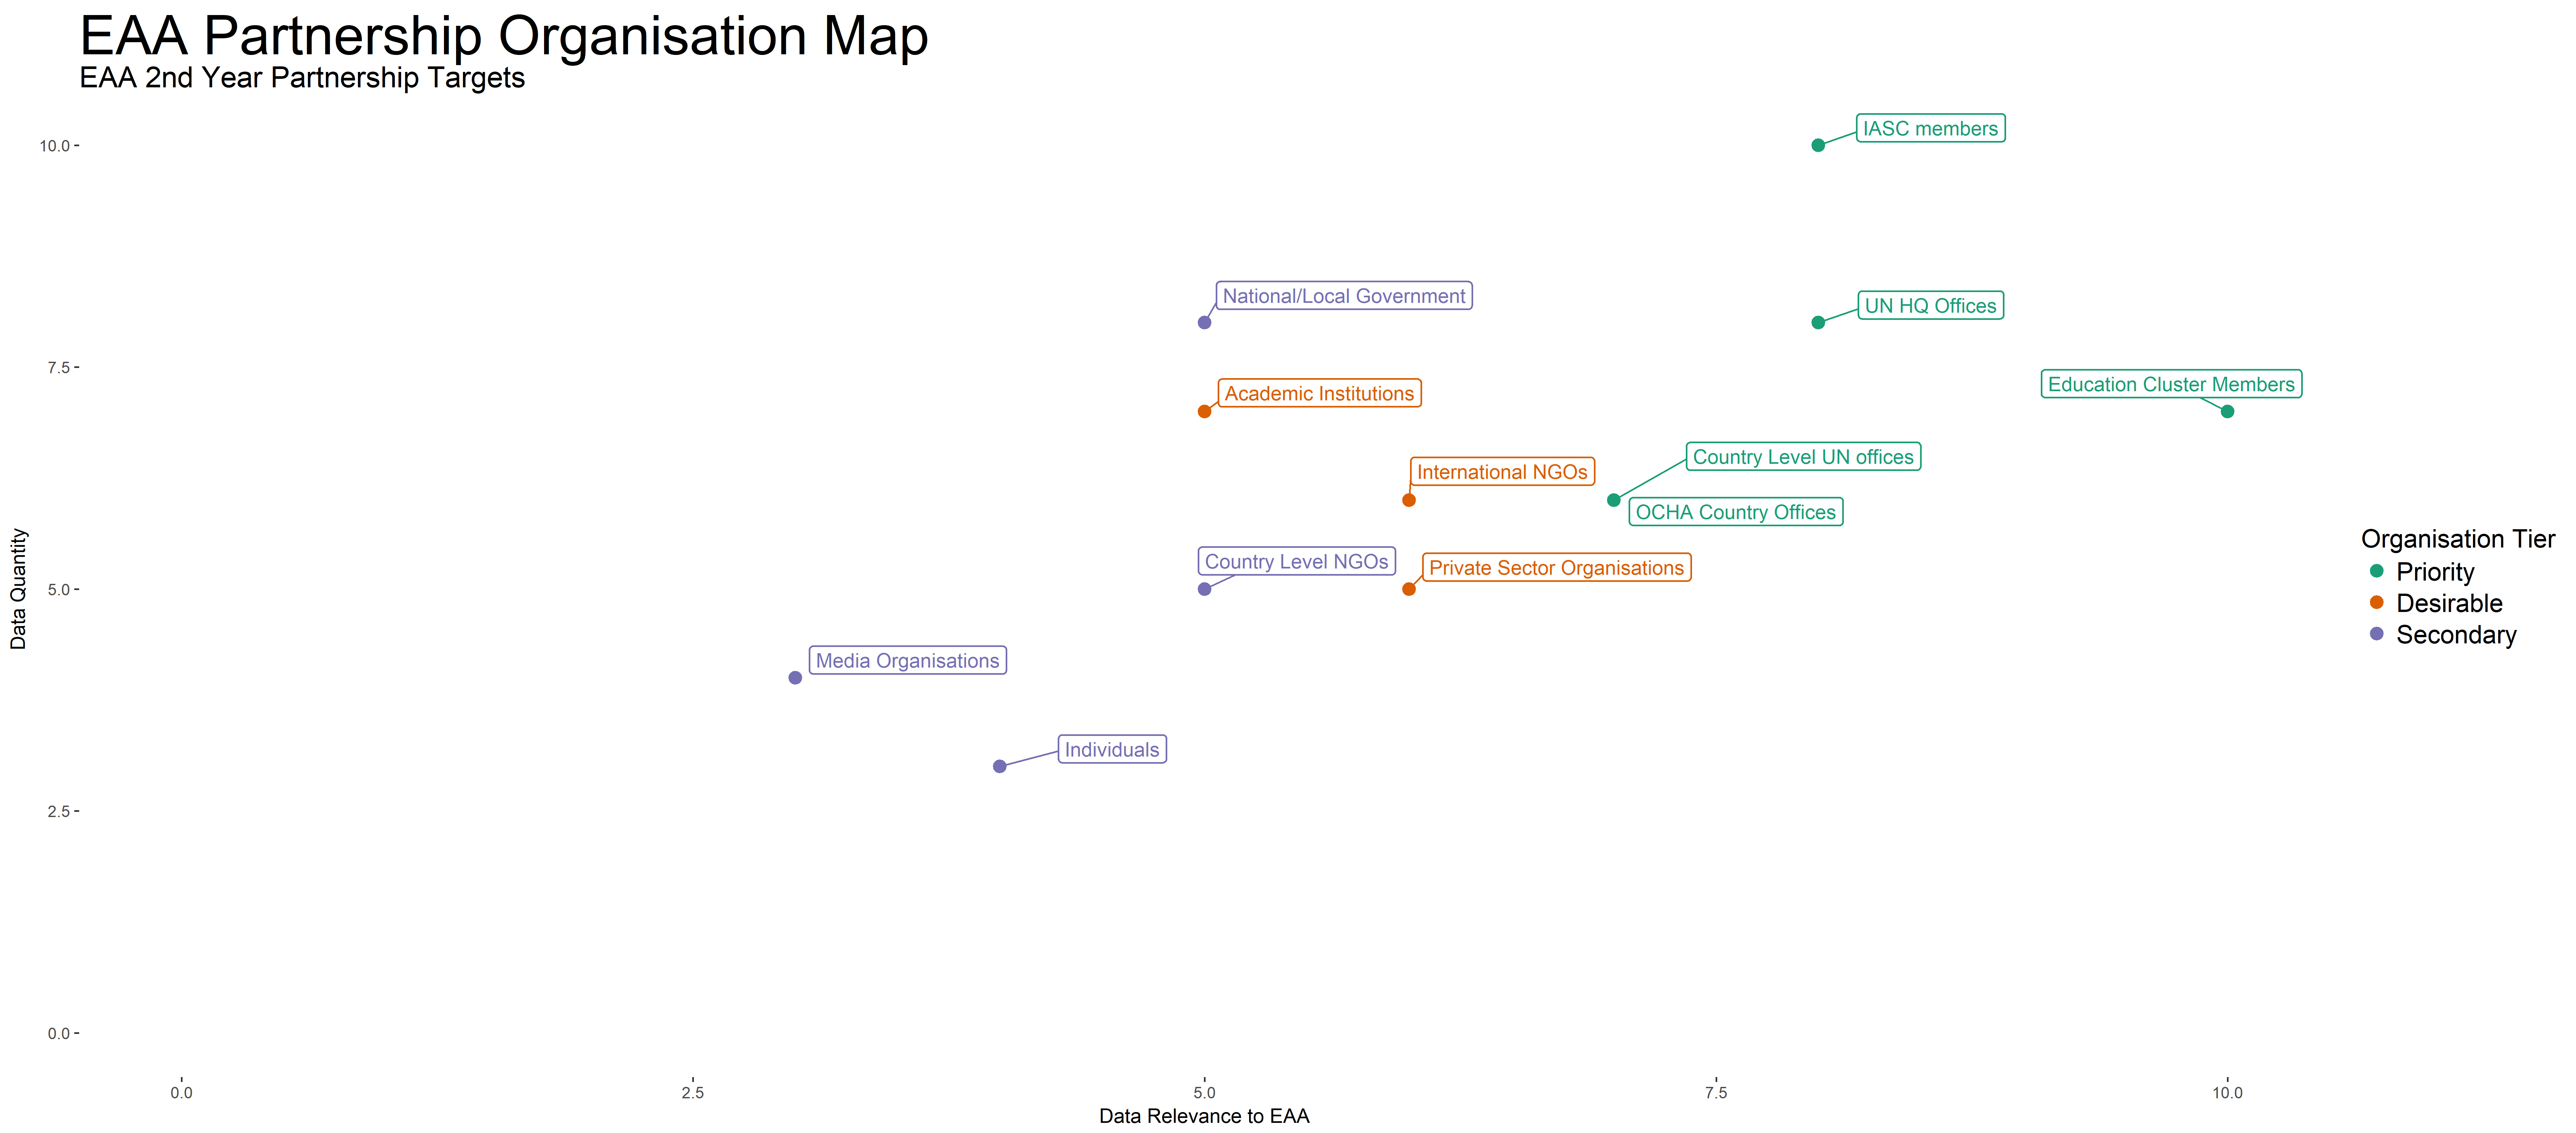 EAA Partnership Organisation Map
EAA 2nd Year Partnership Targets
IASC members
10.0
National/Local Government
UN HQ Offices
7.5
Education Cluster Members
Academic Institutions
Country Level UN offices
International NGOs
OCHA Country Offices
Country Level NGOs
Private Sector Organisations
5.0
Data Quantity
Organisation Tier
Priority
Desirable
Secondary
Media Organisations
Individuals
2.5
0.0
0.0 2.5 5.0 7.5 10.0
Data Relevance to EAA